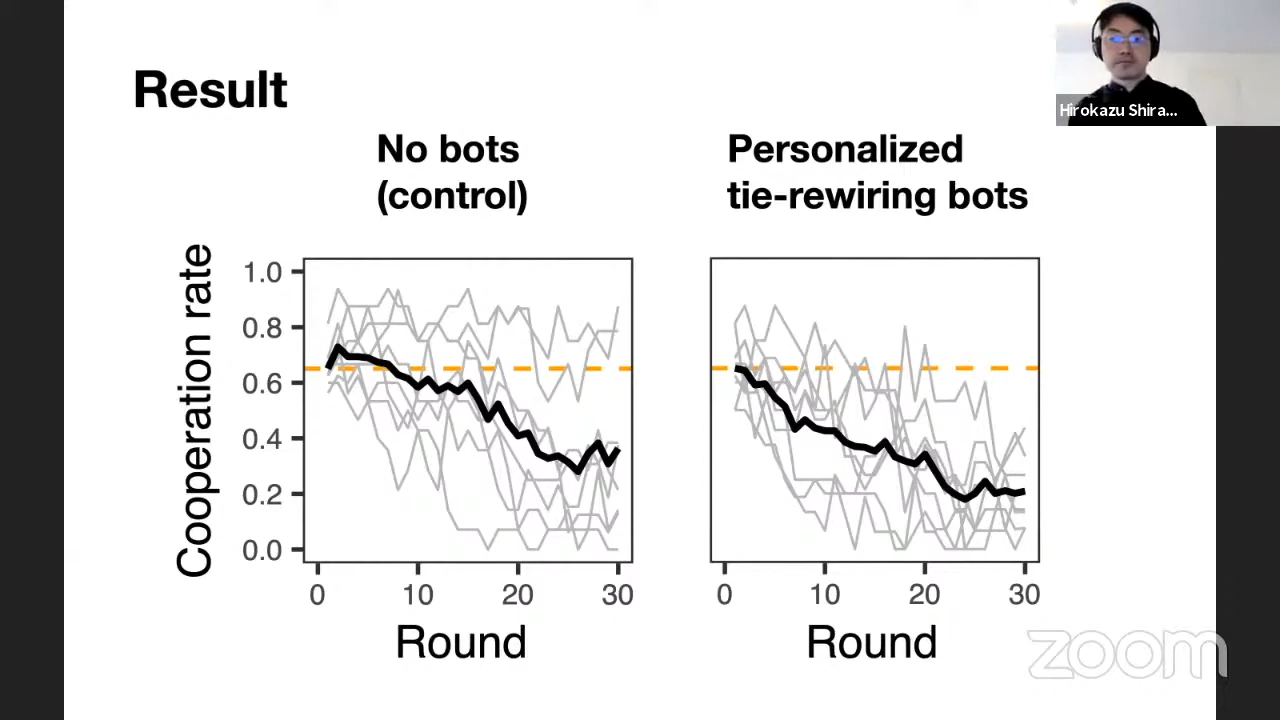 Result
Hirokazu Shira...
No bots
(control)
Personalized
tie-rewiring bots
Cooperation rate
1.0
0.8
0.6
0.4
0.2
0.0
0 10 20 30
0 10 20 30
Round
Round
zoom